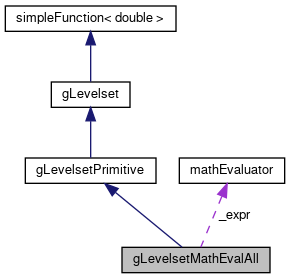 simpleFunction< double >
gLevelset
gLevelsetPrimitive
mathEvaluator
_expr
gLevelsetMathEvalAll